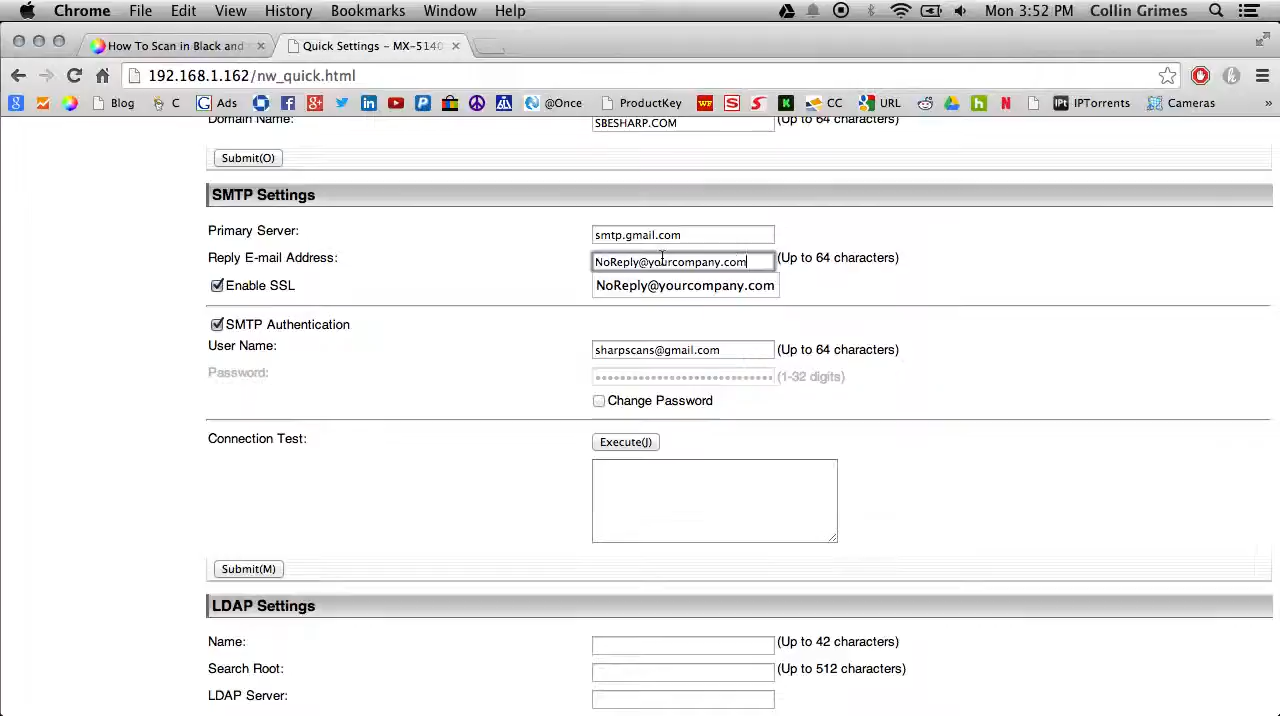 Chrome File Edit View History Bookmarks Window Help Mon 3:52 PM Collin Grimes
How To Scan in Black and
Quick Settings – MX-5140
192.168.1.162/nw_quick.html
Blog C Ads @Once ProductKey WF S CC URL h N IPTorrents Cameras »
Domain Name: SBESHARP.COM (Up to 64 characters)
Submit(O)
SMTP Settings
Primary Server: smtp.gmail.com
Reply E-mail Address: NoReply@yourcompany.com (Up to 64 characters)
Enable SSL NoReply@yourcompany.com
SMTP Authentication
User Name: sharpscans@gmail.com (Up to 64 characters)
Password: (1-32 digits)
Change Password
Connection Test: Execute(J)
Submit(M)
LDAP Settings
Name: (Up to 42 characters)
Search Root: (Up to 512 characters)
LDAP Server: